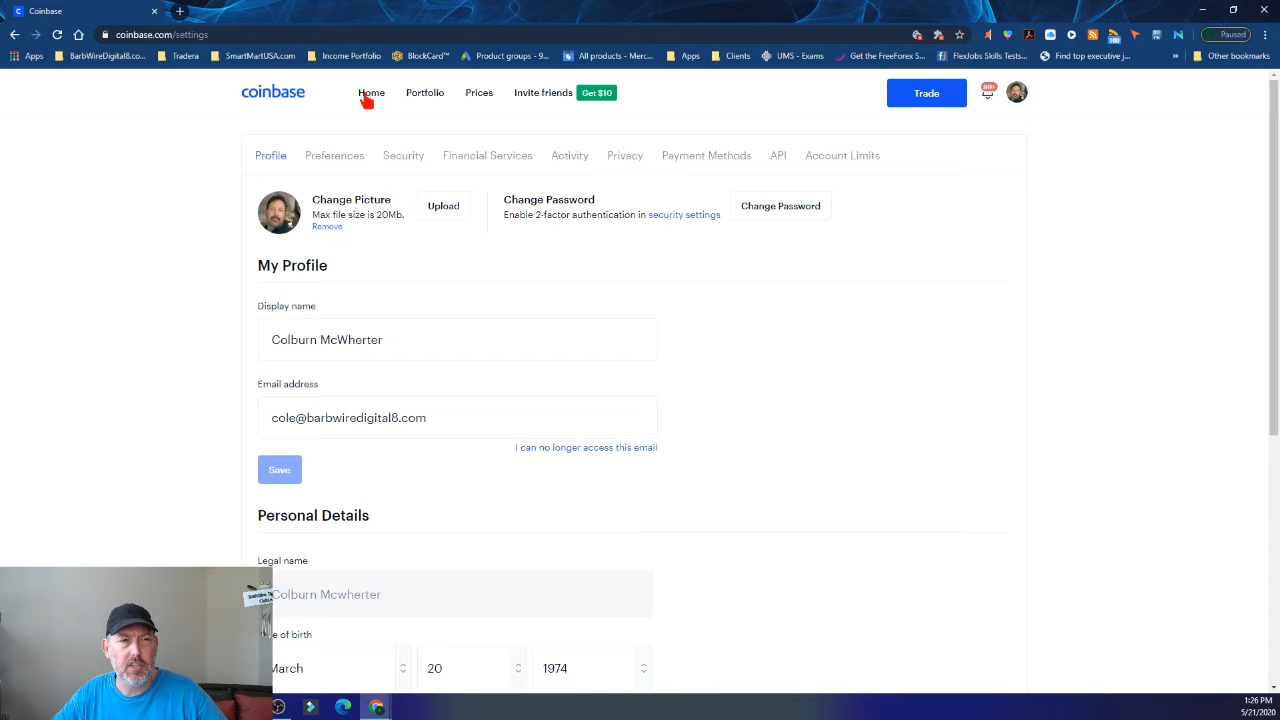 Coinbase
coinbase.com/settings
Paused
Apps BarbWireDigital8.co... Tradera SmartMartUSA.com Income Portfolio BlockCard™ Product groups - 9... All products - Merc... Apps Clients UMS - Exams Get the FreeForex S... FlexJobs Skills Tests... Find top executive j... » Other bookmarks
100
coinbase Home Portfolio Prices Invite friends Get $10 Trade 99+
Profile Preferences Security Financial Services Activity Privacy Payment Methods API Account Limits
Change Picture
Max file size is 20Mb.
Remove
Upload
Change Password
Enable 2-factor authentication in security settings
Change Password
My Profile
Display name
Colburn McWherter
Email address
cole@barbwiredigital8.com
I can no longer access this email
Save
Personal Details
Legal name
Colburn Mcwherter
e of birth
March 20 1974
1:26 PM
5/21/2020